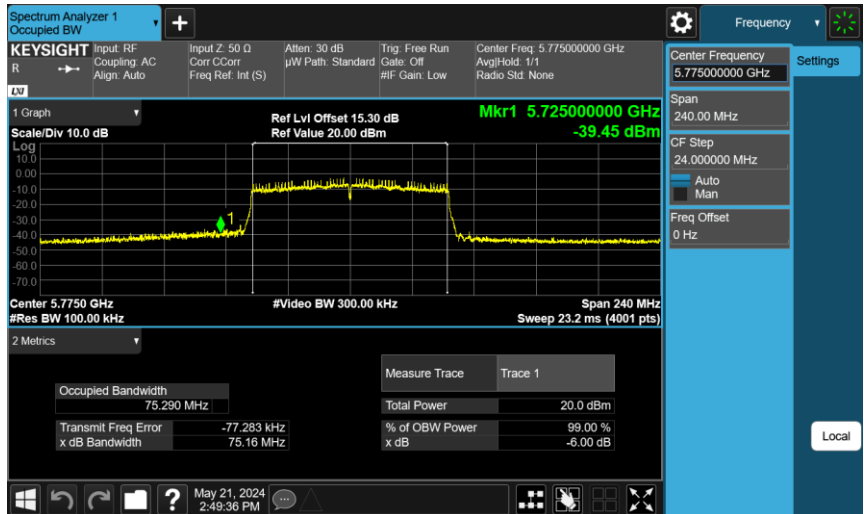 Spectrum Analyzer 1
Occupied BW
Frequency
KEYSIGHT
R
LXI
Input: RF
Coupling: AC
Align: Auto
Input Z: 50 Ω
Corr CCorr
Freq Ref: Int (S)
Atten: 30 dB
µW Path: Standard
Trig: Free Run
Gate: Off
#IF Gain: Low
Center Freq: 5.775000000 GHz
Avg|Hold: 1/1
Radio Std: None
1 Graph
Scale/Div 10.0 dB
Ref Lvl Offset 15.30 dB
Ref Value 20.00 dBm
Mkr1 5.725000000 GHz
-39.45 dBm
Log
10.0
0.00
-10.0
-20.0
-30.0
-40.0
-50.0
-60.0
-70.0
1
Center 5.7750 GHz
#Res BW 100.00 kHz
#Video BW 300.00 kHz
Span 240 MHz
Sweep 23.2 ms (4001 pts)
2 Metrics
Measure Trace Trace 1
Occupied Bandwidth
75.290 MHz
Total Power 20.0 dBm
Transmit Freq Error -77.283 kHz
% of OBW Power 99.00 %
x dB Bandwidth 75.16 MHz
x dB -6.00 dB
Center Frequency
5.775000000 GHz
Settings
Span
240.00 MHz
CF Step
24.000000 MHz
Auto
Man
Freq Offset
0 Hz
Local
?
May 21, 2024
2:49:36 PM